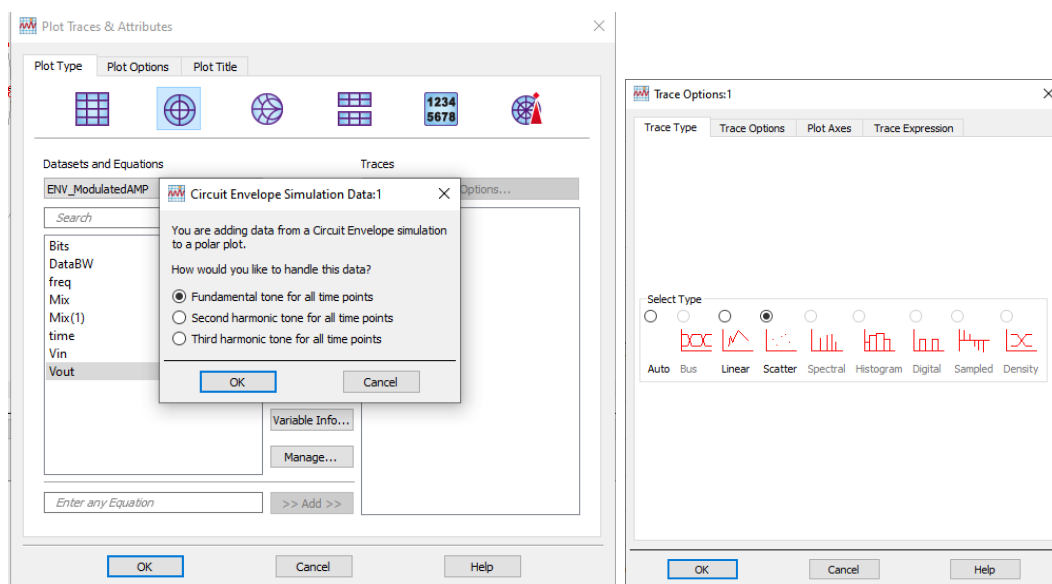 Plot Traces & Attributes
Plot Type
Plot Options
Plot Title
1234
5678
Datasets and Equations
Traces
ENV_ModulatedAMP
Options...
Search
Bits
DataBW
freq
Mix
Mix(1)
time
Vin
Vout
Circuit Envelope Simulation Data:1
You are adding data from a Circuit Envelope simulation
to a polar plot.
How would you like to handle this data?
Fundamental tone for all time points
Second harmonic tone for all time points
Third harmonic tone for all time points
OK
Cancel
Variable Info...
Manage...
Enter any Equation
>> Add >>
OK
Cancel
Help
Trace Options:1
Trace Type
Trace Options
Plot Axes
Trace Expression
Select Type
Auto
Bus
Linear
Scatter
Spectral
Histogram
Digital
Sampled
Density
OK
Cancel
Help